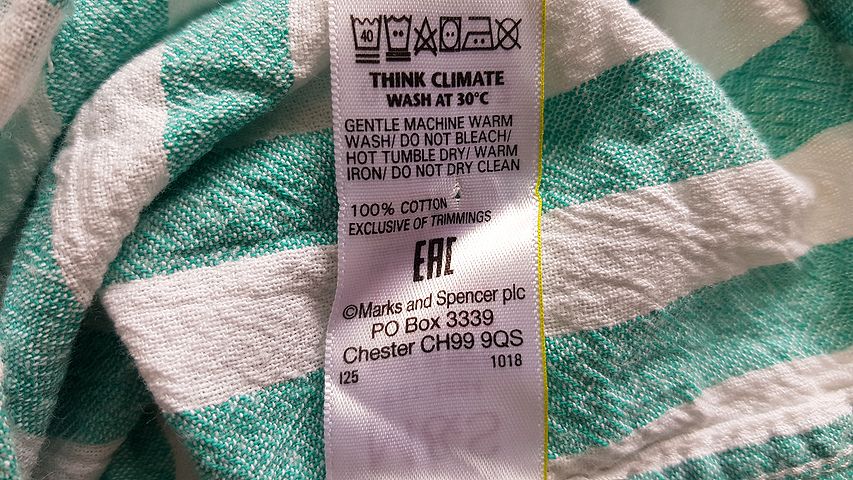 40
THINK CLIMATE
WASH AT 30°C
GENTLE MACHINE WARM
WASH/ DO NOT BLEACH/
HOT TUMBLE DRY/ WARM
IRON/ DO NOT DRY CLEAN
100% COTTON
EXCLUSIVE OF TRIMMINGS
EAC
©Marks and Spencer plc
PO Box 3339
Chester CH99 9QS
I25 1018